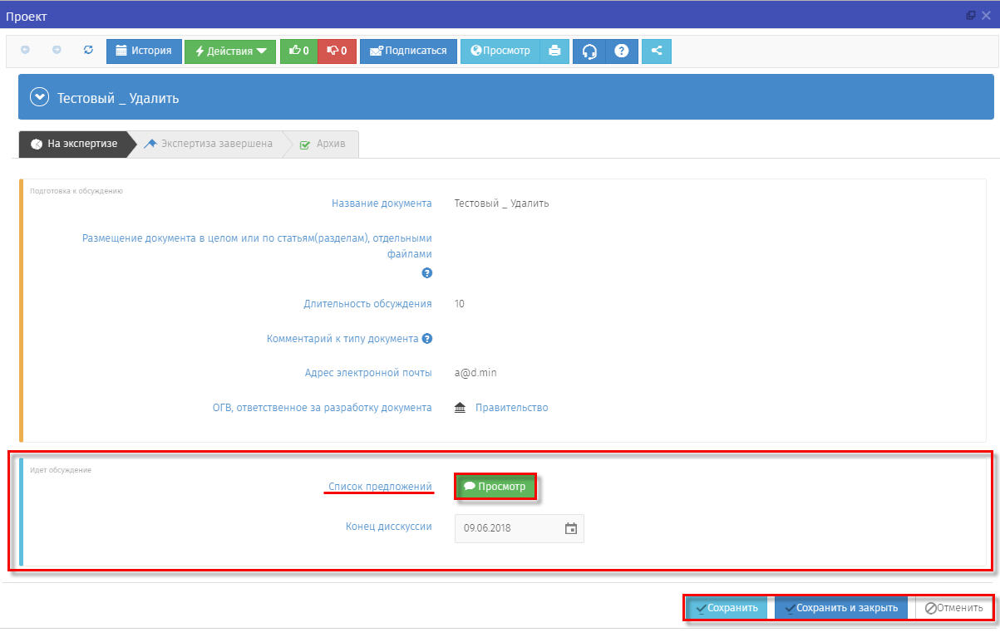 Проект
История
Действия
0
0
Подписаться
Просмотр
?
Тестовый _ Удалить
На экспертизе
Экспертиза завершена
Архив
Подготовка к обсуждению
Название документа
Тестовый _ Удалить
Размещение документа в целом или по статьям(разделам), отдельными
файлами
?
Длительность обсуждения
10
Комментарий к типу документа ?
Адрес электронной почты
a@d.min
ОГВ, ответственное за разработку документа
Правительство
Идет обсуждение
Список предложений
Просмотр
Конец дисскуссии
09.06.2018
Сохранить
Сохранить и закрыть
Отменить